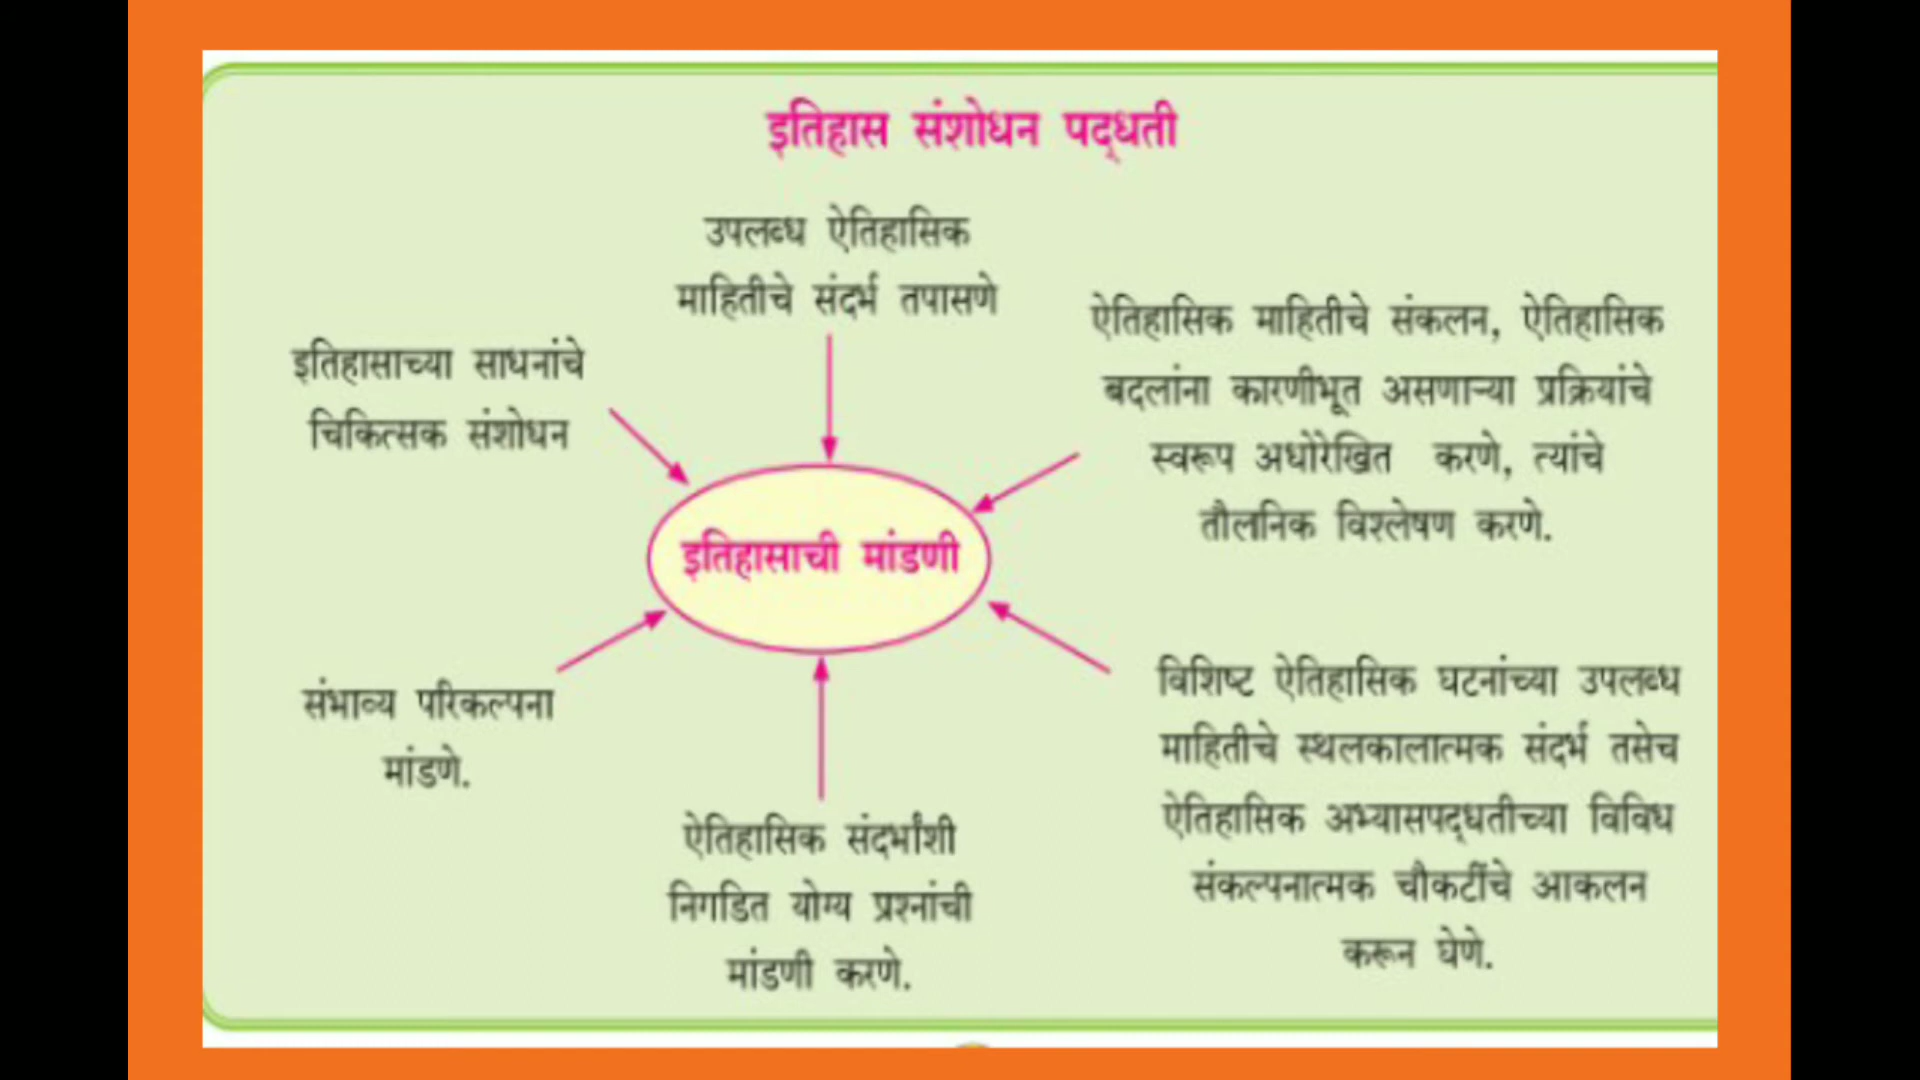 इतिहास संशोधन पद्धती
उपलब्ध ऐतिहासिक
माहितीचे संदर्भ तपासणे
ऐतिहासिक माहितीचे संकलन, ऐतिहासिक
बदलांना कारणीभूत असणाऱ्या प्रक्रियांचे
स्वरूप अधोरेखित करणे, त्यांचे
तौलनिक विश्लेषण करणे.
इतिहासाच्या साधनांचे
चिकित्सक संशोधन
इतिहासाची मांडणी
संभाव्य परिकल्पना
मांडणे.
ऐतिहासिक संदर्भांशी
निगडित योग्य प्रश्नांची
मांडणी करणे.
विशिष्ट ऐतिहासिक घटनांच्या उपलब्ध
माहितीचे स्थलकालात्मक संदर्भ तसेच
ऐतिहासिक अभ्यासपद्धतीच्या विविध
संकल्पनात्मक चौकटींचे आकलन
करून घेणे.